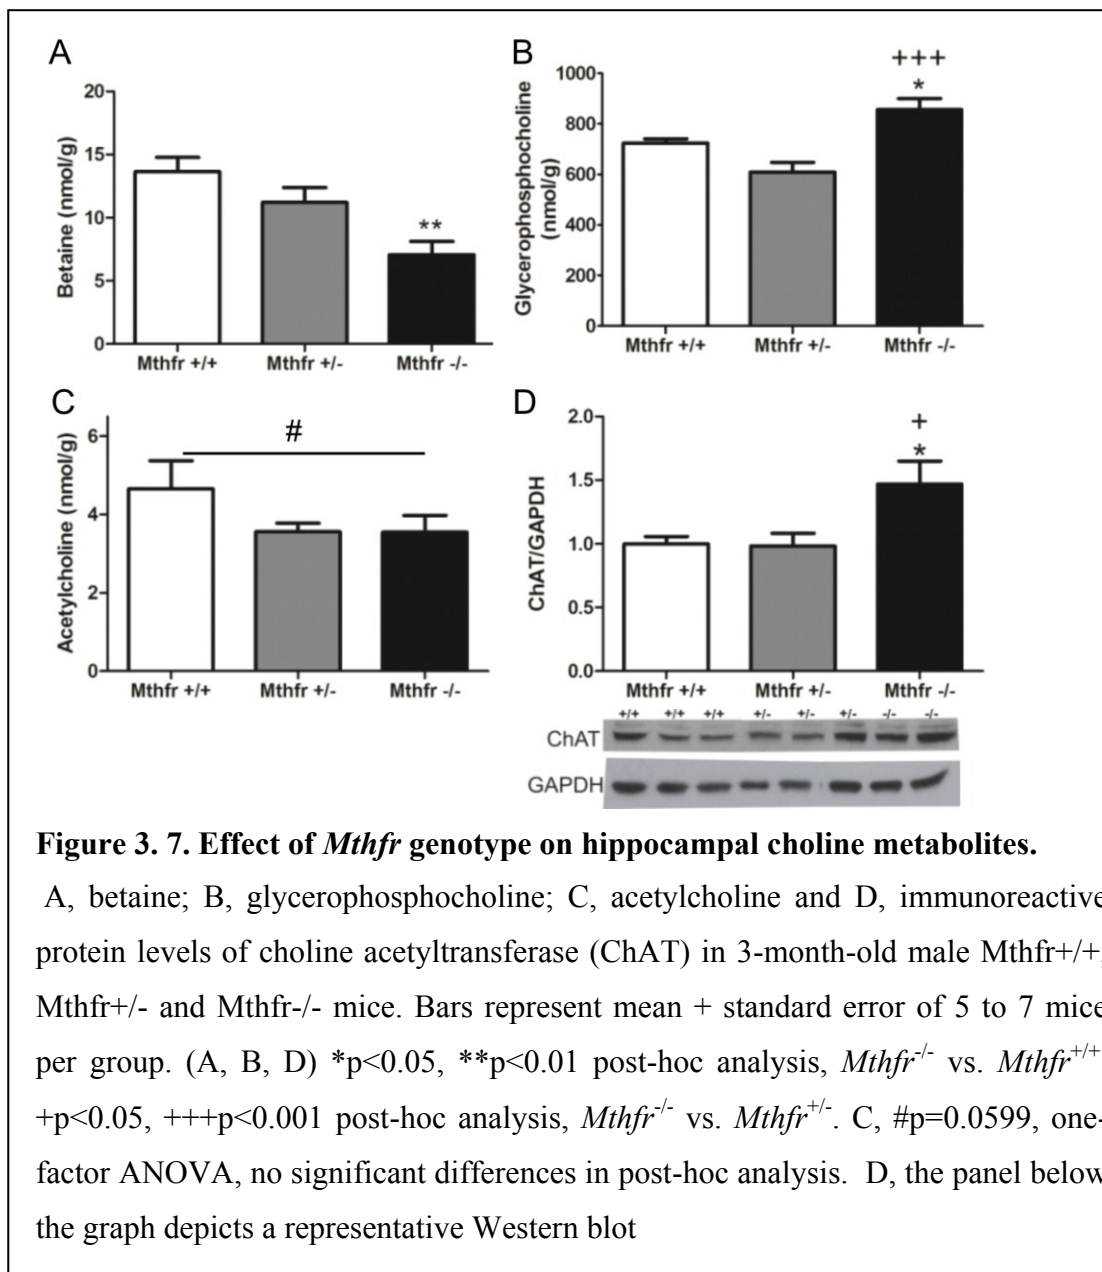 A
20
15
10
5
0
Betaine (nmol/g)
**
Mthfr +/+ Mthfr +/- Mthfr -/-
B
1000
800
600
400
200
0
Glycerophosphocholine
(nmol/g)
+++
*
Mthfr +/+ Mthfr +/- Mthfr -/-
C
6
4
2
0
Acetylcholine (nmol/g)
#
Mthfr +/+ Mthfr +/- Mthfr -/-
D
2.0
1.5
1.0
0.5
0.0
ChAT/GAPDH
+
*
Mthfr +/+ Mthfr +/- Mthfr -/-
+/+ +/+ +/+ +/- +/- +/- -/- -/-
ChAT
GAPDH
Figure 3. 7. Effect of Mthfr genotype on hippocampal choline metabolites.
A, betaine; B, glycerophosphocholine; C, acetylcholine and D, immunoreactive
protein levels of choline acetyltransferase (ChAT) in 3-month-old male Mthfr+/+,
Mthfr+/- and Mthfr-/- mice. Bars represent mean + standard error of 5 to 7 mice
per group. (A, B, D) *p<0.05, **p<0.01 post-hoc analysis, Mthfr-/- vs. Mthfr+/+
+p<0.05, +++p<0.001 post-hoc analysis, Mthfr-/- vs. Mthfr+/-. C, #p=0.0599, one-
factor ANOVA, no significant differences in post-hoc analysis. D, the panel below
the graph depicts a representative Western blot